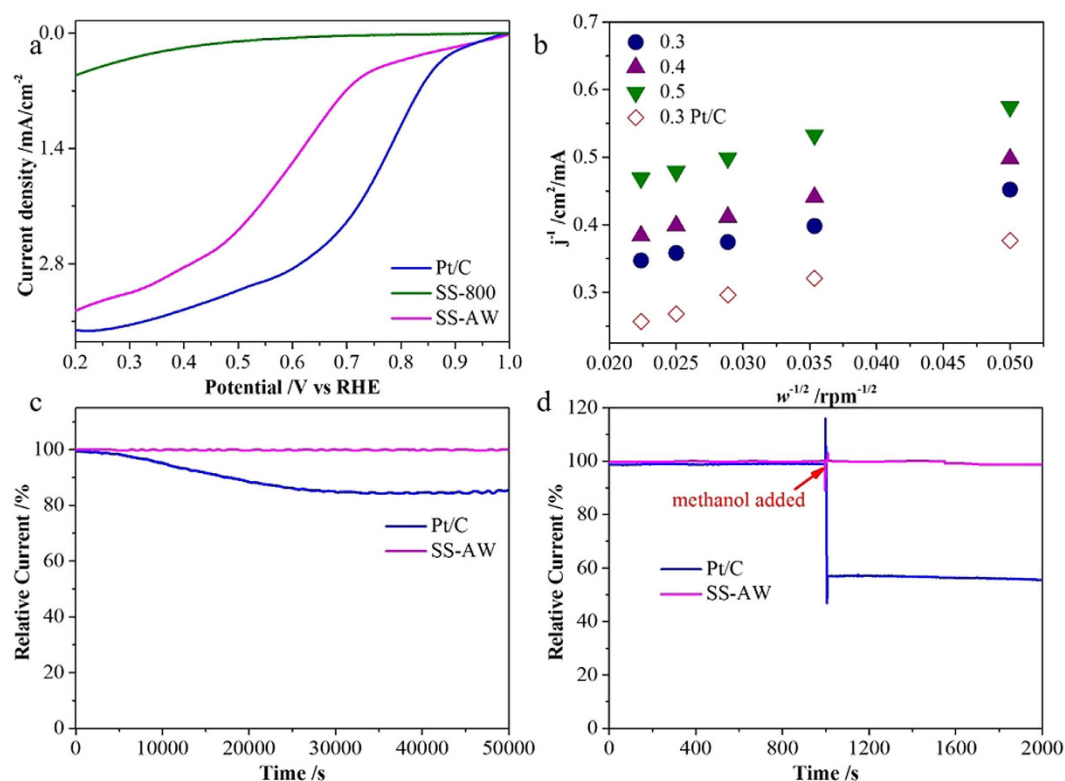 a
0.0
1.4
2.8
Current density /mA/cm⁻²
Pt/C
SS-800
SS-AW
0.2 0.3 0.4 0.5 0.6 0.7 0.8 0.9 1.0
Potential /V vs RHE
b
0.7
0.6
0.5
0.4
0.3
j⁻¹ /cm²/mA
0.3
0.4
0.5
0.3 Pt/C
0.020 0.025 0.030 0.035 0.040 0.045 0.050
w⁻¹/² /rpm⁻¹/²
c
100
80
60
40
20
0
Relative Current /%
Pt/C
SS-AW
0 10000 20000 30000 40000 50000
Time /s
d
120
100
80
60
40
20
0
Relative Current /%
methanol added
Pt/C
SS-AW
0 400 800 1200 1600 2000
Time /s